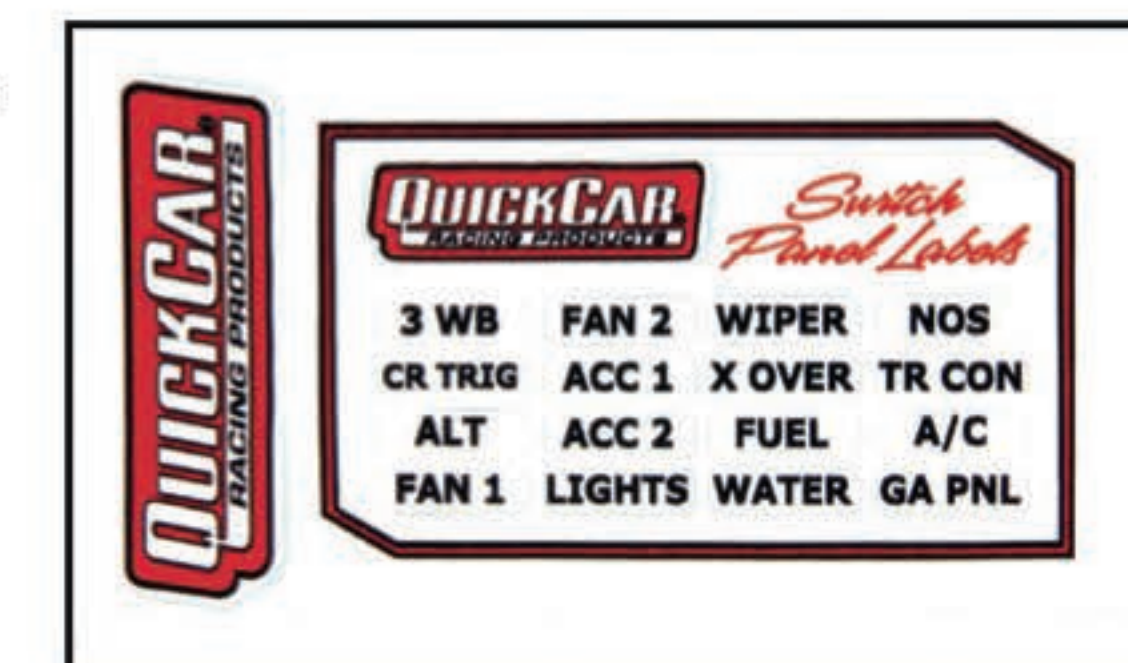 QUICKCAR
RACING PRODUCTS
QUICKCAR
RACING PRODUCTS
Switch
Panel Labels
3 WB FAN 2 WIPER NOS
CR TRIG ACC 1 X OVER TR CON
ALT ACC 2 FUEL A/C
FAN 1 LIGHTS WATER GA PNL